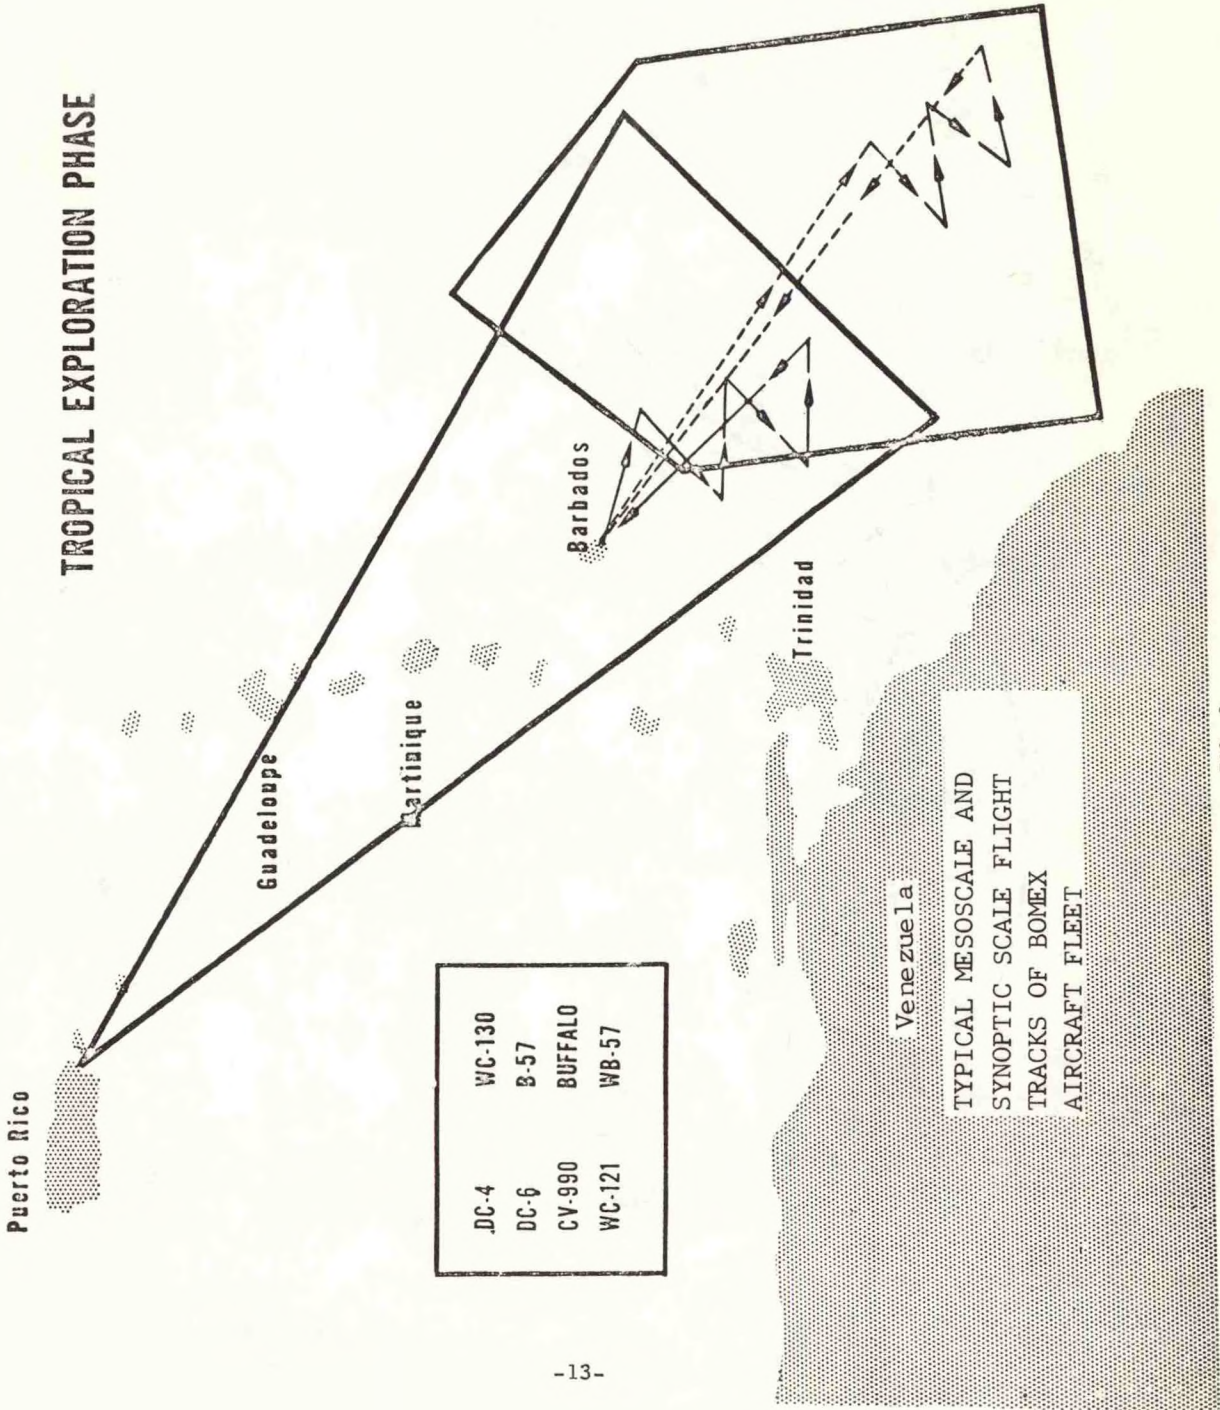 TROPICAL EXPLORATION PHASE
Puerto Rico
Guadeloupe
Martinique
Barbados
Trinidad
.DC-4 WC-130
DC-6 B-57
CV-990 BUFFALO
WC-121 WB-57
Venezuela
TYPICAL MESOSCALE AND
SYNOPTIC SCALE FLIGHT
TRACKS OF BOMEX
AIRCRAFT FLEET
-13-